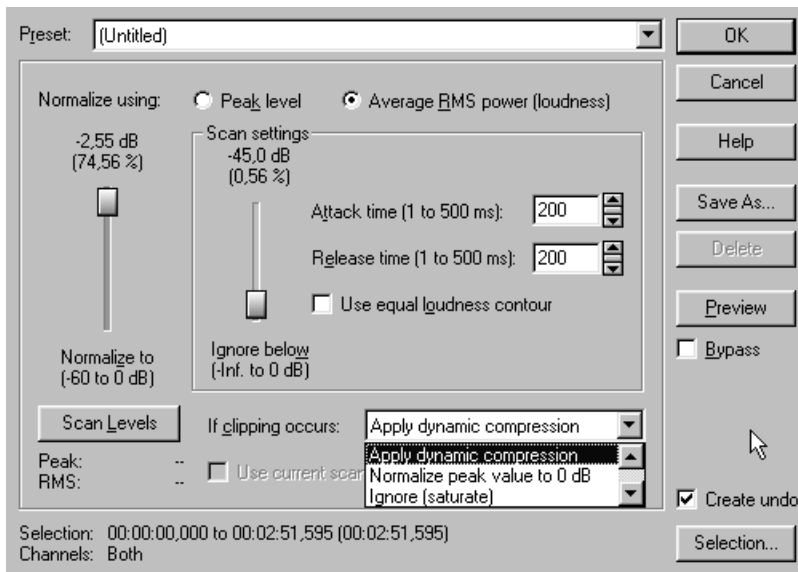 Preset: (Untitled) OK
Cancel
Normalize using: Peak level Average RMS power (loudness)
-2,55 dB
(74,56 %)
Scan settings
-45,0 dB
(0,56 %)
Help
Attack time (1 to 500 ms): 200
Save As...
Release time (1 to 500 ms): 200
Delete
Use equal loudness contour
Preview
Normalize to
(-60 to 0 dB)
Ignore below
(-Inf. to 0 dB)
Bypass
Scan Levels
If clipping occurs: Apply dynamic compression
Apply dynamic compression
Normalize peak value to 0 dB
Ignore (saturate)
Peak: --
RMS: --
Use current scan
Create undo
Selection: 00:00:00,000 to 00:02:51,595 (00:02:51,595)
Channels: Both
Selection...